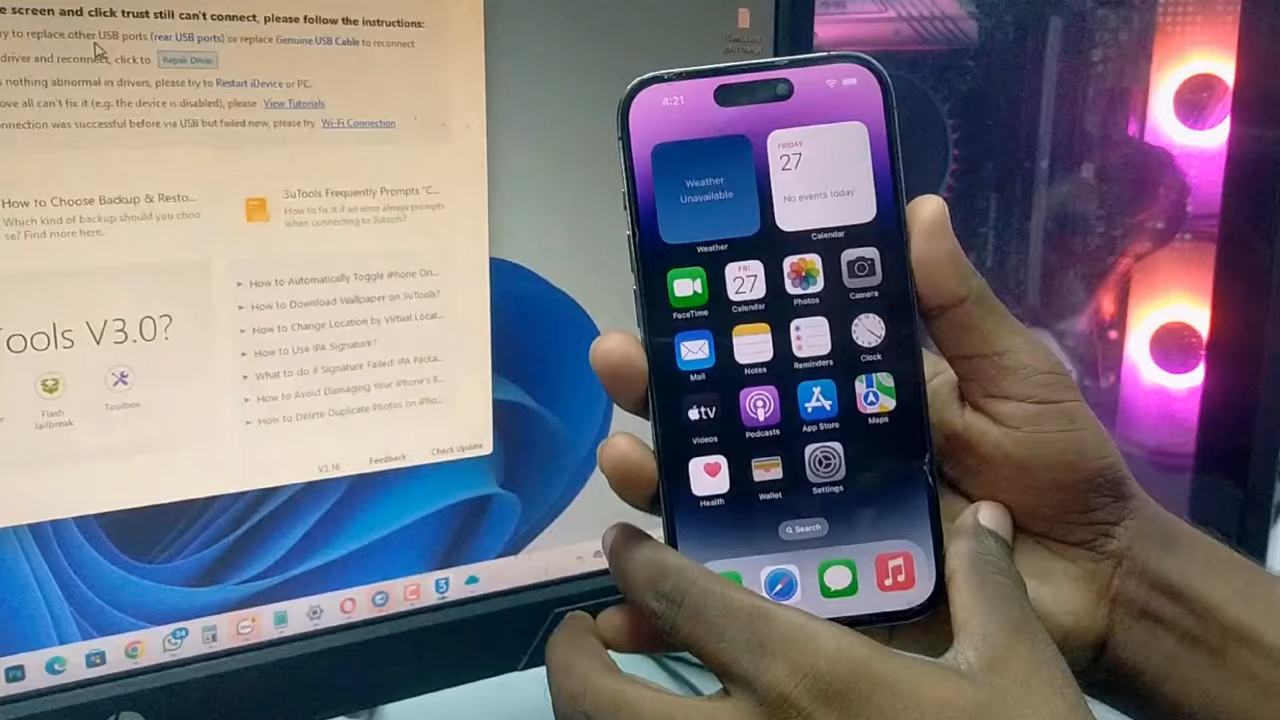 e screen and click trust still can't connect, please follow the instructions:
y to replace other USB ports (rear USB ports) or replace Genuine USB Cable to reconnect
driver and reconnect, click to Repair Driver
s nothing abnormal in drivers, please try to Restart iDevice or PC.
ove all can't fix it (e.g. the device is disabled), please View Tutorials
nnection was successful before via USB but failed now, please try Wi-Fi Connection
How to Choose Backup & Resto...
Which kind of backup should you choo
se? Find more here.
3uTools Frequently Prompts "C...
How to fix it if an error always prompts
when connecting to 3utools?
Tools V3.0?
Flash
Jailbreak
Toolbox
How to Automatically Toggle iPhone On...
How to Download Wallpaper on 3uTools?
How to Change Location by Virtual Locat...
How to Use IPA Signature?
What to do if Signature Failed: IPA Packa...
How to Avoid Damaging Your iPhone's E...
How to Delete Duplicate Photos on iPho...
V3.16
Feedback
Check Update
4:21
Weather
Unavailable
Weather
FRIDAY
27
No events today
Calendar
FaceTime
FRI
27
Calendar
Photos
Camera
Mail
Notes
Reminders
Clock
tv
Videos
Podcasts
App Store
Maps
Health
Wallet
Settings
Search